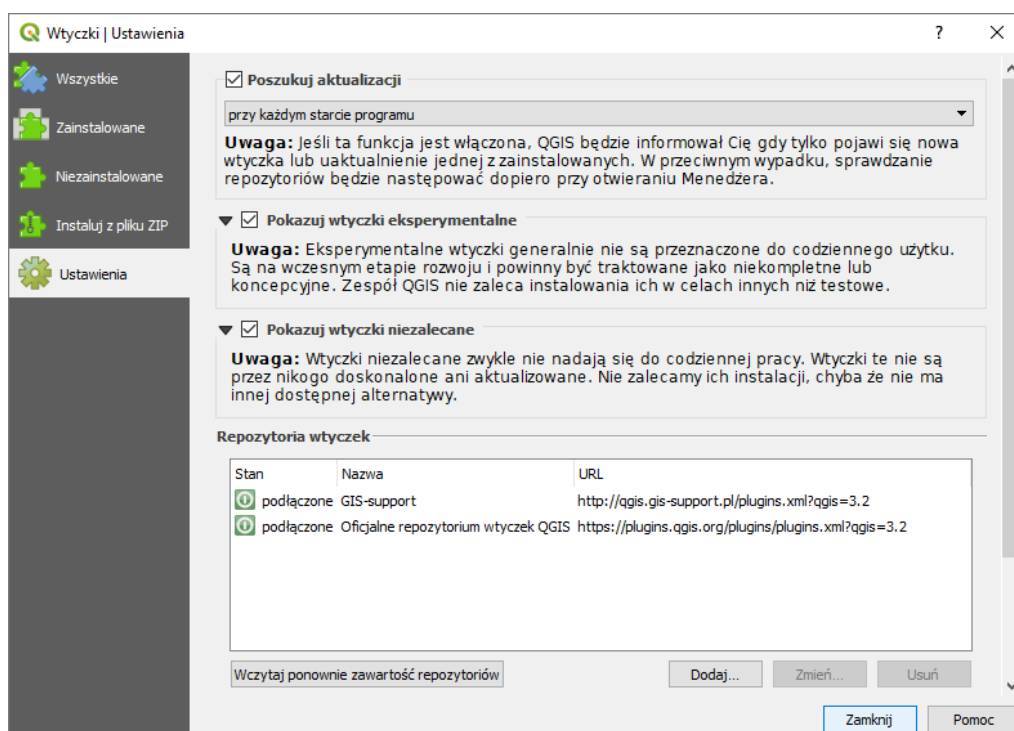 Wtyczki | Ustawienia
Wszystkie
Zainstalowane
Niezainstalowane
Instaluj z pliku ZIP
Ustawienia
Poszukuj aktualizacji
przy każdym starcie programu
Uwaga: Jeśli ta funkcja jest włączona, QGIS będzie informował Cię gdy tylko pojawi się nowa
wtyczka lub uaktualnienie jednej z zainstalowanych. W przeciwnym wypadku, sprawdzanie
repozytoriów będzie następować dopiero przy otwieraniu Menedżera.
Pokazuj wtyczki eksperymentalne
Uwaga: Eksperymentalne wtyczki generalnie nie są przeznaczone do codziennego użytku.
Są na wczesnym etapie rozwoju i powinny być traktowane jako niekompletne lub
koncepcyjne. Zespół QGIS nie zaleca instalowania ich w celach innych niż testowe.
Pokazuj wtyczki niezalecane
Uwaga: Wtyczki niezalecane zwykle nie nadają się do codziennej pracy. Wtyczki te nie są
przez nikogo doskonalone ani aktualizowane. Nie zalecamy ich instalacji, chyba że nie ma
innej dostępnej alternatywy.
Repozytoria wtyczek
Stan Nazwa URL
podłączone GIS-support http://qgis.gis-support.pl/plugins.xml?qgis=3.2
podłączone Oficjalne repozytorium wtyczek QGIS https://plugins.qgis.org/plugins/plugins.xml?qgis=3.2
Wczytaj ponownie zawartość repozytoriów Dodaj... Zmień... Usuń
Zamknij Pomoc